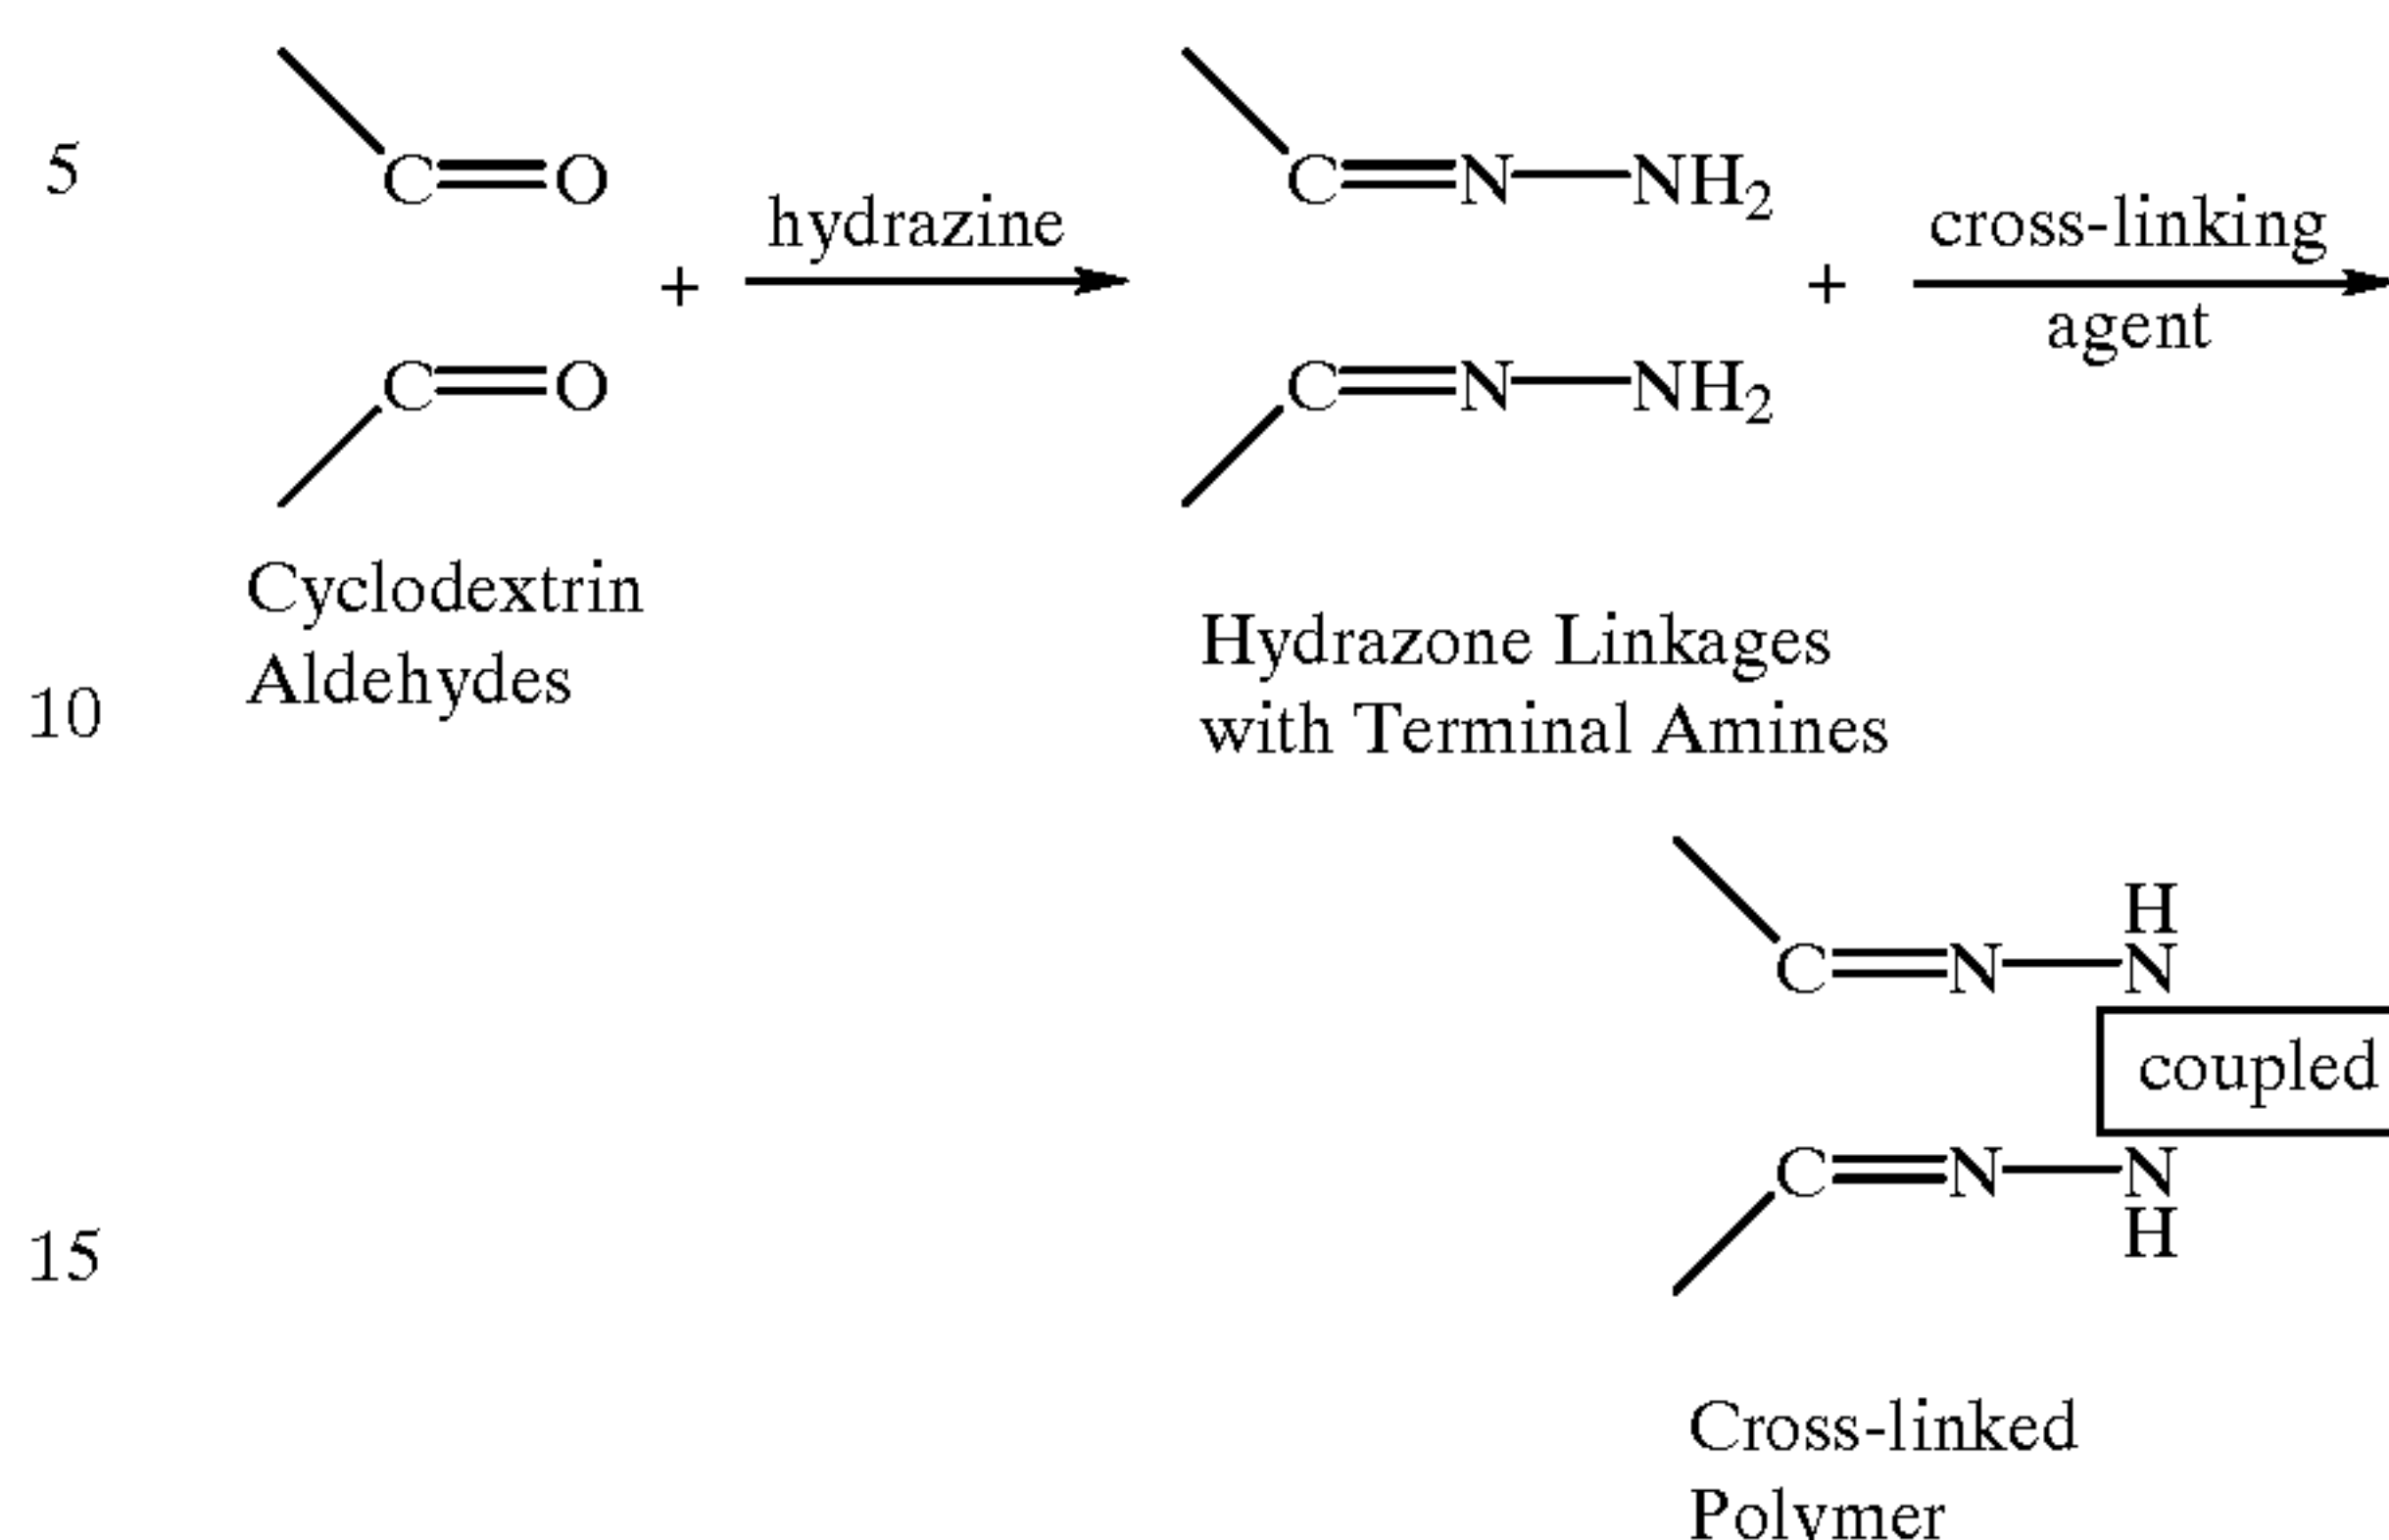 5
C=O
hydrazine
+
C=O
C=N—NH2
cross-linking
+
agent
C=N—NH2
Cyclodextrin
Aldehydes
10
Hydrazone Linkages
with Terminal Amines
H
C=N—N
coupled
C=N—N
H
15
Cross-linked
Polymer